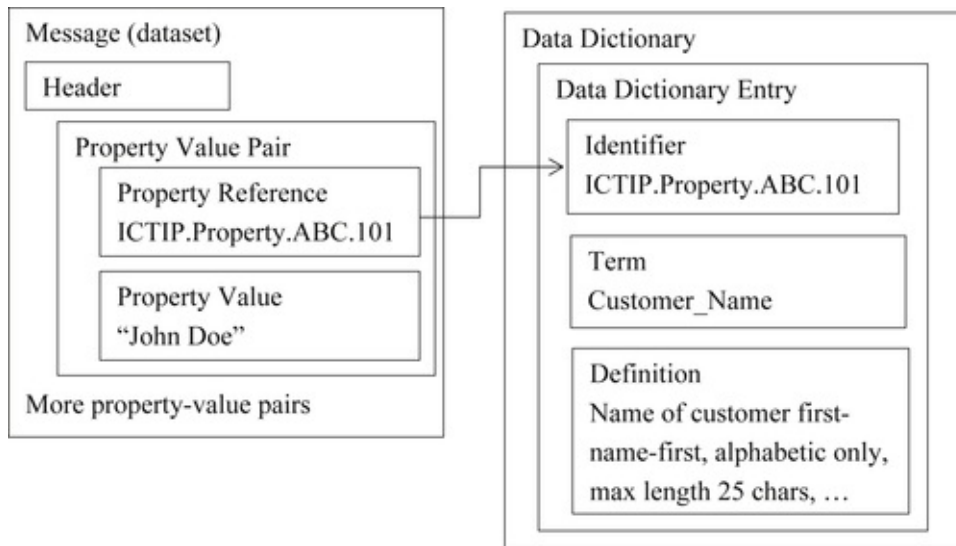 Message (dataset)
Header
Property Value Pair
Property Reference
ICTIP.Property.ABC.101
Property Value
“John Doe”
More property-value pairs
Data Dictionary
Data Dictionary Entry
Identifier
ICTIP.Property.ABC.101
Term
Customer_Name
Definition
Name of customer first-
name-first, alphabetic only,
max length 25 chars, …